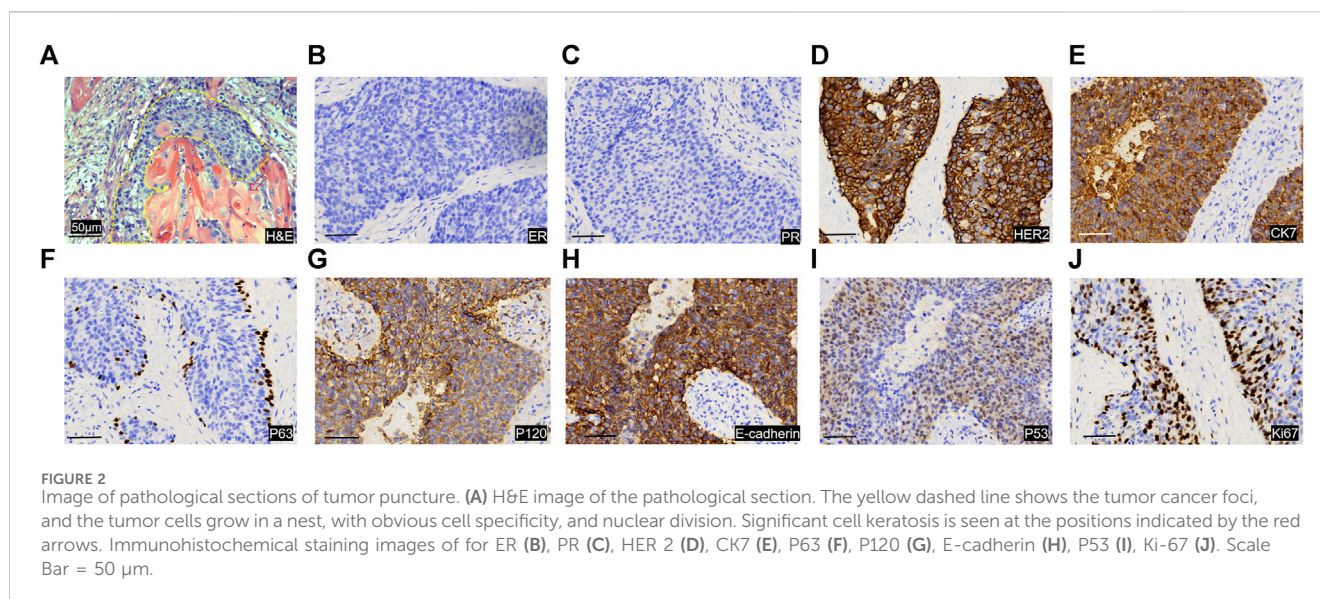 A
B
C
D
E
50μm
H&E
ER
PR
HER2
CK7
F
G
H
I
J
P63
P120
E-cadherin
P53
Ki67
FIGURE 2
Image of pathological sections of tumor puncture. (A) H&E image of the pathological section. The yellow dashed line shows the tumor cancer foci,
and the tumor cells grow in a nest, with obvious cell specificity, and nuclear division. Significant cell keratosis is seen at the positions indicated by the red
arrows. Immunohistochemical staining images of for ER (B), PR (C), HER 2 (D), CK7 (E), P63 (F), P120 (G), E-cadherin (H), P53 (I), Ki-67 (J). Scale
Bar = 50 μm.